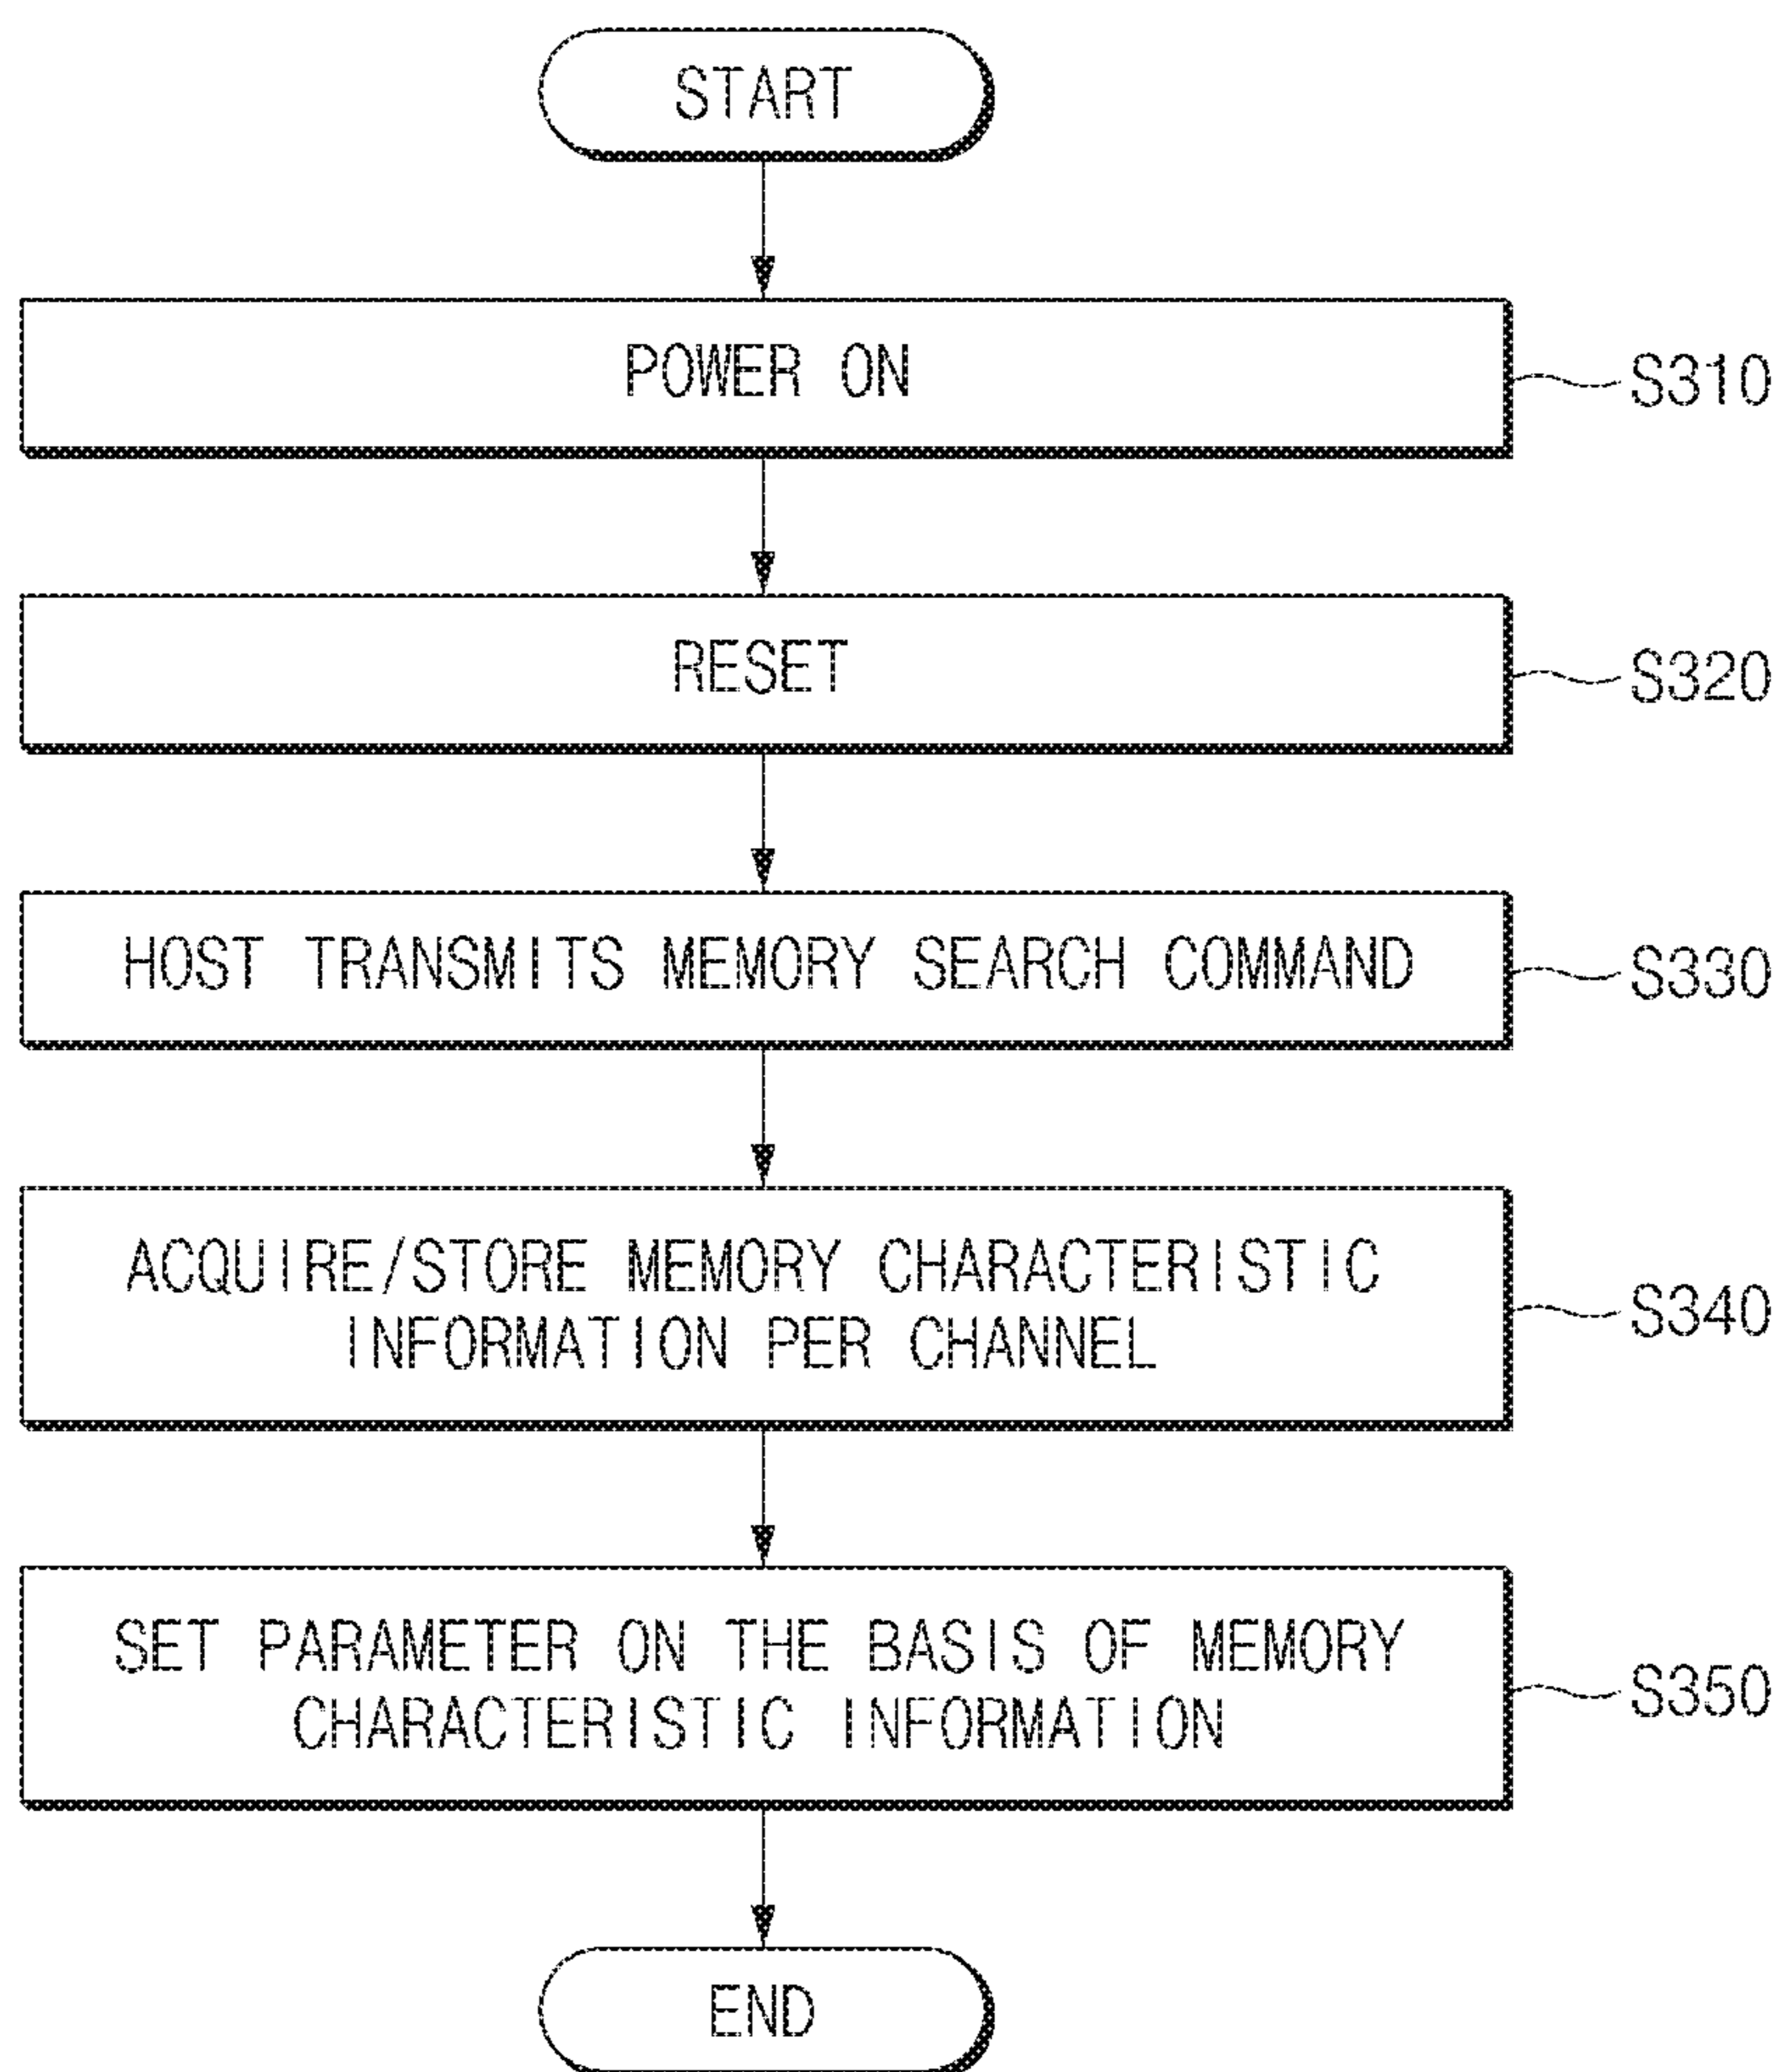 START
POWER ON
S310
RESET
S320
HOST TRANSMITS MEMORY SEARCH COMMAND
S330
ACQUIRE/STORE MEMORY CHARACTERISTIC
INFORMATION PER CHANNEL
S340
SET PARAMETER ON THE BASIS OF MEMORY
CHARACTERISTIC INFORMATION
S350
END